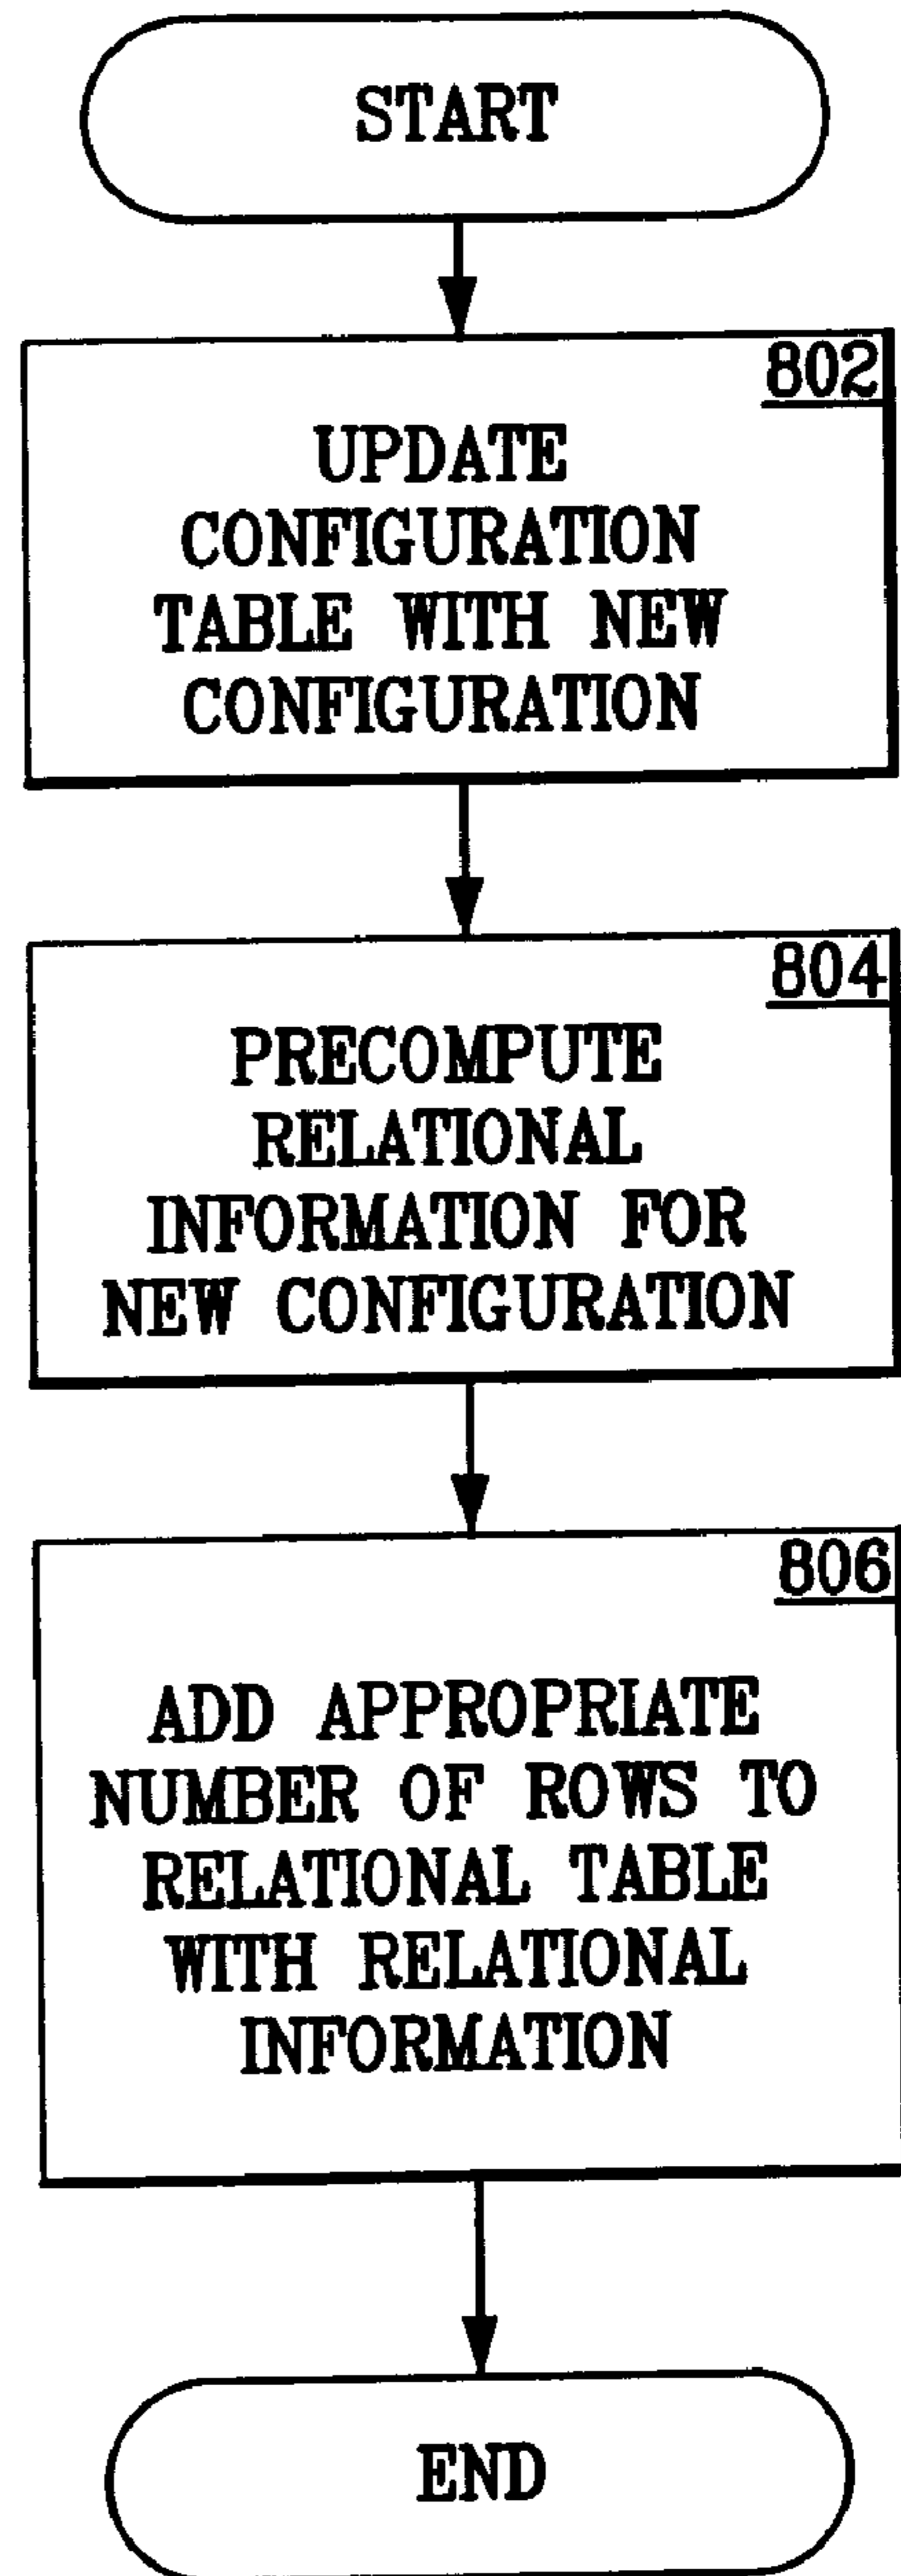 START
802
UPDATE
CONFIGURATION
TABLE WITH NEW
CONFIGURATION
804
PRECOMPUTE
RELATIONAL
INFORMATION FOR
NEW CONFIGURATION
806
ADD APPROPRIATE
NUMBER OF ROWS TO
RELATIONAL TABLE
WITH RELATIONAL
INFORMATION
END